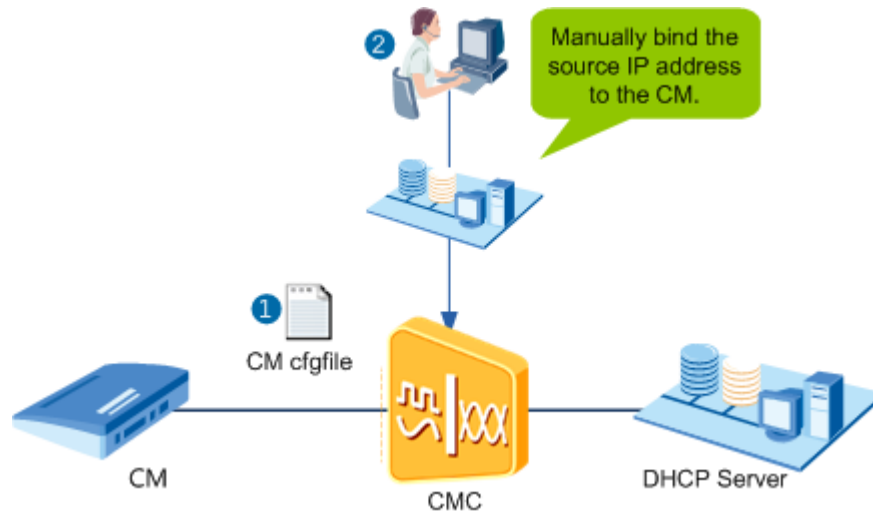 2
Manually bind the
source IP address
to the CM.
1
CM cfgfile
CM
CMC
DHCP Server